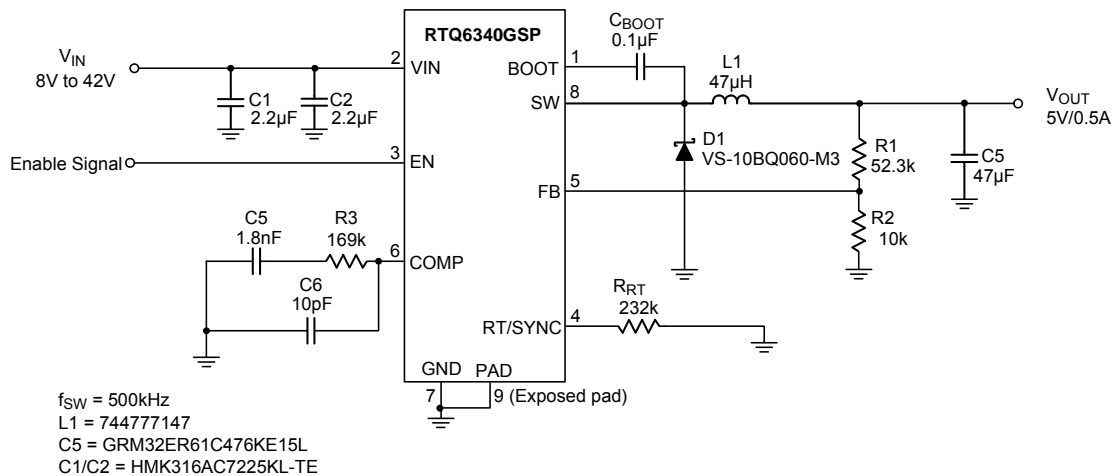 RTQ6340GSP
V_IN
8V to 42V
2
VIN
C1
2.2µF
C2
2.2µF
Enable Signal
3
EN
C5
1.8nF
R3
169k
6
COMP
C6
10pF
BOOT
1
C_BOOT
0.1µF
SW
8
L1
47µH
V_OUT
5V/0.5A
D1
VS-10BQ060-M3
R1
52.3k
C5
47µF
FB
5
R2
10k
R_RT
232k
RT/SYNC
4
GND
PAD
7
9 (Exposed pad)
f_SW = 500kHz
L1 = 744777147
C5 = GRM32ER61C476KE15L
C1/C2 = HMK316AC7225KL-TE